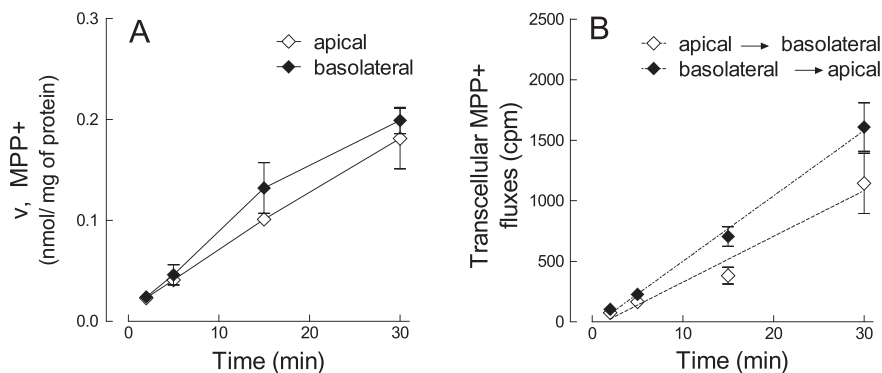 A
apical
basolateral
v, MPP+
(nmol/ mg of protein)
0.3
0.2
0.1
0.0
0 10 20 30
Time (min)
B
apical → basolateral
basolateral → apical
Transcellular MPP+
fluxes (cpm)
2500
2000
1500
1000
500
0
0 10 20 30
Time (min)